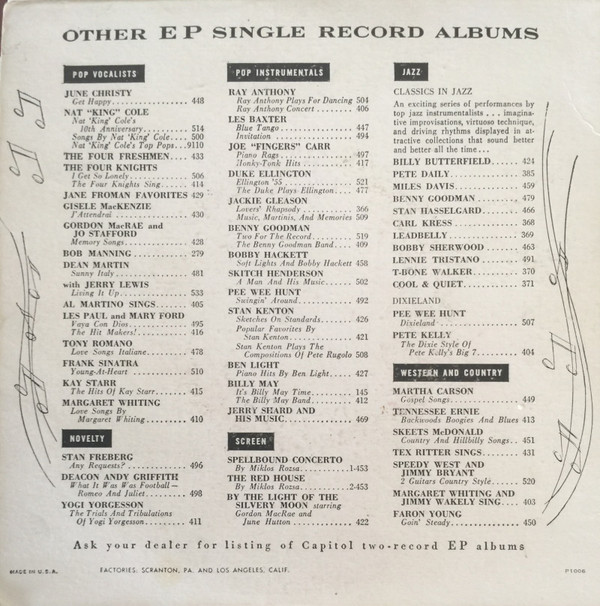 OTHER EP SINGLE RECORD ALBUMS
POP VOCALISTS
JUNE CHRISTY
Get Happy............... 448
NAT "KING" COLE
Nat 'King' Cole's
10th Anniversary........... 514
Songs By Nat 'King' Cole.... 500
Nat 'King' Cole's Top Pops...9110
THE FOUR FRESHMEN.... 433
THE FOUR KNIGHTS
I Get So Lonely............ 506
The Four Knights Sing...... 414
JANE FROMAN FAVORITES 429
GISELE MacKENZIE
J'Attendrai ............... 430
GORDON MacRAE and
JO STAFFORD
Memory Songs............. 428
BOB MANNING........... 279
DEAN MARTIN
Sunny Italy............... 481
with JERRY LEWIS
Living It Up............... 533
AL MARTINO SINGS...... 405
LES PAUL and MARY FORD
Vaya Con Dios............. 495
The Hit Makers!........... 416
TONY ROMANO
Love Songs Italiane......... 478
FRANK SINATRA
Young-At-Heart ........... 510
KAY STARR
The Hits Of Kay Starr...... 415
MARGARET WHITING
Love Songs By
Margaret Whiting ........ 410
NOVELTY
STAN FREBERG
Any Requests? ............ 496
DEACON ANDY GRIFFITH
What It Was Was Football—
Romeo And Juliet......... 498
YOGI YORGESSON
The Trials And Tribulations
Of Yogi Yorgesson......... 411
POP INSTRUMENTALS
RAY ANTHONY
Ray Anthony Plays For Dancing 504
Ray Anthony Concert ....... 406
LES BAXTER
Blue Tango................ 447
Invitation ................. 494
JOE "FINGERS" CARR
Piano Rags................ 497
Honky-Tonk Hits .......... 417
DUKE ELLINGTON
Ellington '55 .............. 521
The Duke Plays Ellington.... 477
JACKIE GLEASON
Lovers' Rhapsody .......... 366
Music, Martinis, And Memories 509
BENNY GOODMAN
Two For The Record........ 519
The Benny Goodman Band... 409
BOBBY HACKETT
Soft Lights And Bobby Hackett 458
SKITCH HENDERSON
A Man And His Music...... 502
PEE WEE HUNT
Swingin' Around........... 492
STAN KENTON
Sketches On Standards...... 426
Popular Favorites By
Stan Kenton.............. 421
Stan Kenton Plays The
Compositions Of Pete Rugolo 508
BEN LIGHT
Piano Hits By Ben Light.... 427
BILLY MAY
It's Billy May Time......... 145
The Billy May Band........ 412
JERRY SHARD and
HIS MUSIC............. 469
SCREEN
SPELLBOUND CONCERTO
By Miklos Rozsa..........1-453
THE RED HOUSE
By Miklos Rozsa..........2-453
BY THE LIGHT OF THE
SILVERY MOON starring
Gordon MacRae and
June Hutton ............. 422
JAZZ
CLASSICS IN JAZZ
An exciting series of performances by
top jazz instrumentalists . . . imagina-
tive improvisations, virtuoso technique,
and driving rhythms displayed in at-
tractive collections that sound better
and better all the time . . .
BILLY BUTTERFIELD..... 424
PETE DAILY............. 385
MILES DAVIS............ 459
BENNY GOODMAN ....... 479
STAN HASSELGARD...... 466
CARL KRESS............. 368
LEADBELLY............. 369
BOBBY SHERWOOD...... 463
LENNIE TRISTANO ...... 491
T-BONE WALKER........ 370
COOL & QUIET.......... 371
DIXIELAND
PEE WEE HUNT
Dixieland................. 507
PETE KELLY
The Dixie Style Of
Pete Kelly's Big 7......... 404
WESTERN AND COUNTRY
MARTHA CARSON
Gospel Songs.............. 449
TENNESSEE ERNIE
Backwoods Boogies And Blues 413
SKEETS McDONALD
Country And Hillbilly Songs.. 451
TEX RITTER SINGS....... 431
SPEEDY WEST and
JIMMY BRYANT
2 Guitars Country Style...... 520
MARGARET WHITING and
JIMMY WAKELY SING.... 403
FARON YOUNG
Goin' Steady............... 450
Ask your dealer for listing of Capitol two-record EP albums
MADE IN U.S.A.
FACTORIES: SCRANTON, PA. AND LOS ANGELES, CALIF.
P1006